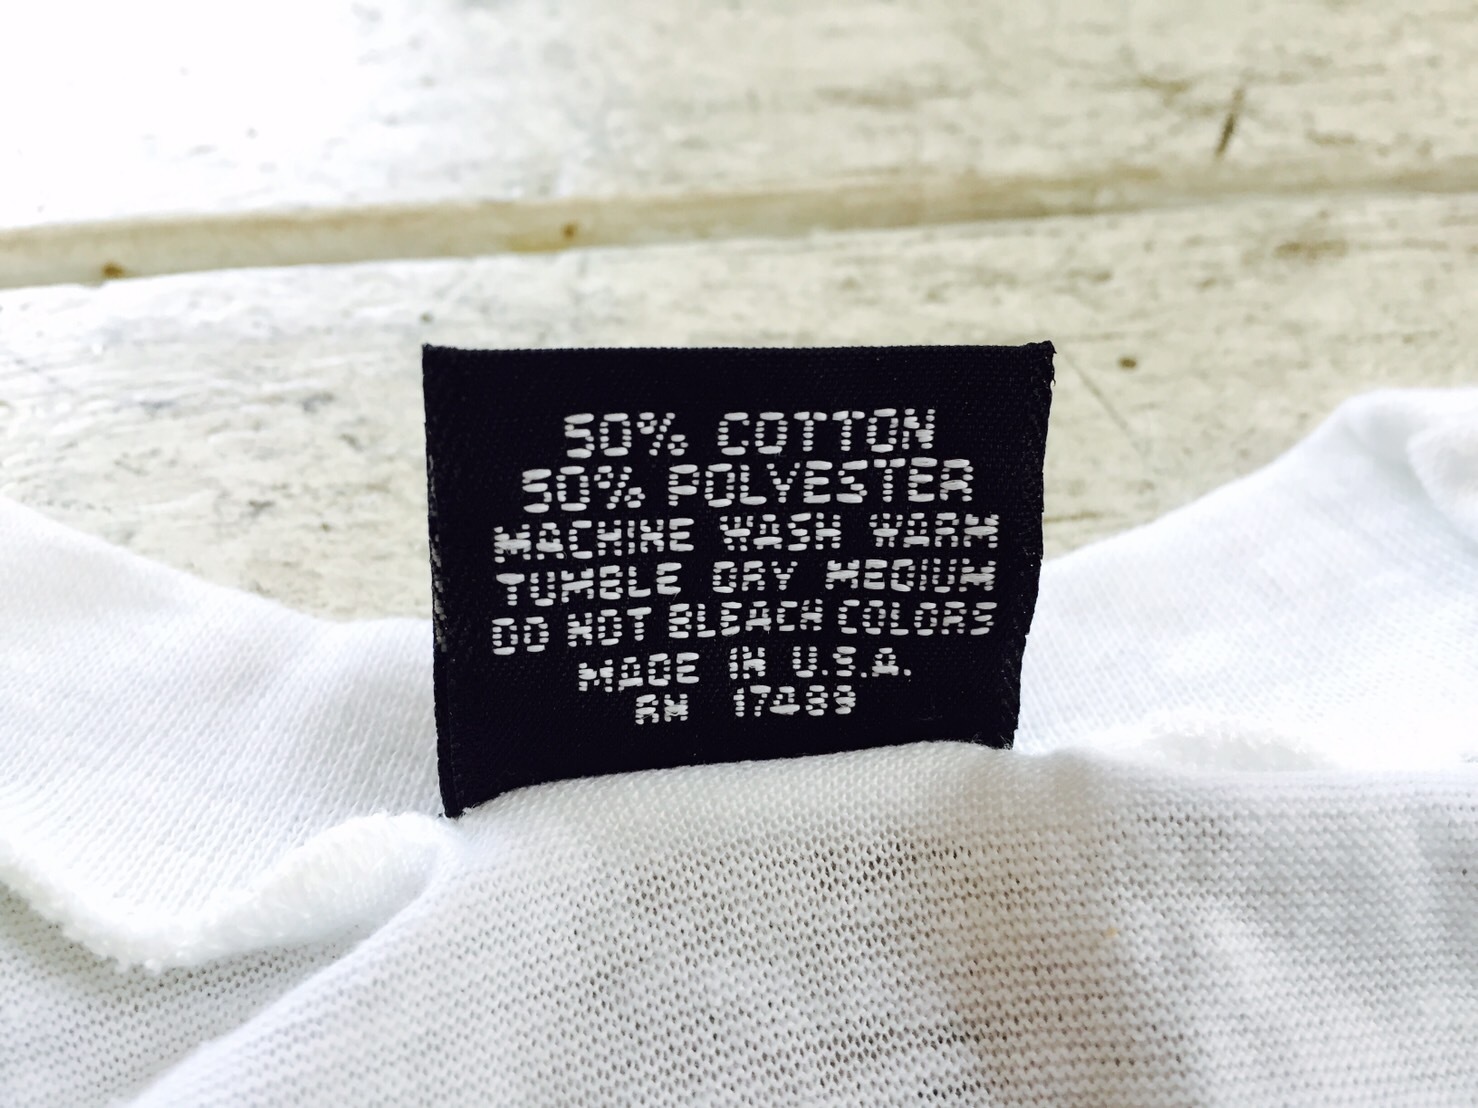 50% COTTON
50% POLYESTER
MACHINE WASH WARM
TUMBLE DRY MEDIUM
DO NOT BLEACH COLORS
MADE IN U.S.A.
RN 17489